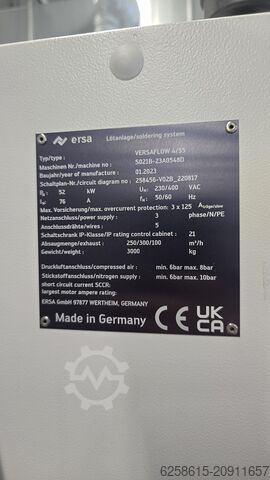 ersa Lötanlage/soldering system
Typ/type : VERSAFLOW 4/55
Maschinen Nr./machine no : S021B-23A0548D
Baujahr/year of manufacture : 01.2023
Schaltplan-Nr./circuit diagram no : 258456-V02B_220817
52 kW 230/400 VAC
76 A 50/60 Hz
Max. Vorsicherung/max. overcurrent protection: 3 x 125 A träge/slow
Netzanschluss/power supply : 3 phase/N/PE
Anschlussdrähte/wires : 5
Schaltschrank IP-Klasse/IP rating control cabinet : 21
Absaugmenge/exhaust : 250/300/100 m³/h
Gewicht/weight : 3000 kg
Druckluftanschluss/compressed air : min. 6bar max. 8bar
Stickstoffanschluss/nitrogen supply : min. 6bar max. 10bar
short circuit current SCCR:
largest motor ampere rating:
ERSA GmbH 97877 WERTHEIM, GERMANY
Made in Germany CE UK CA
6258615-20911657